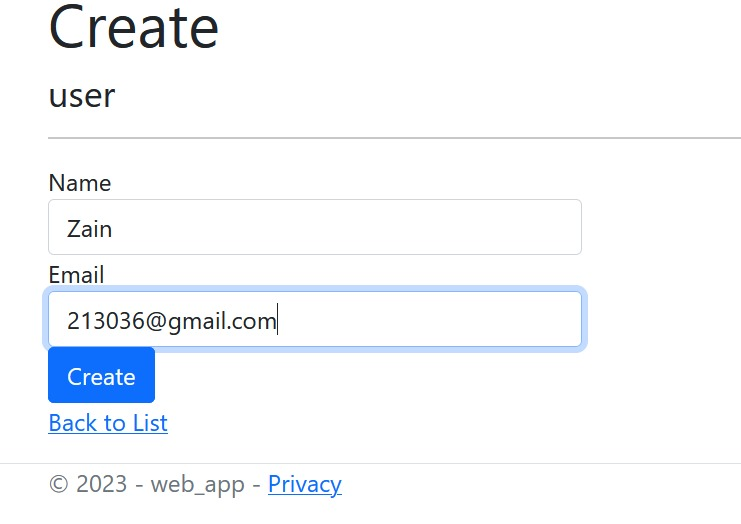 Create
user
Name
Zain
Email
213036@gmail.com
Create
Back to List
© 2023 - web_app - Privacy